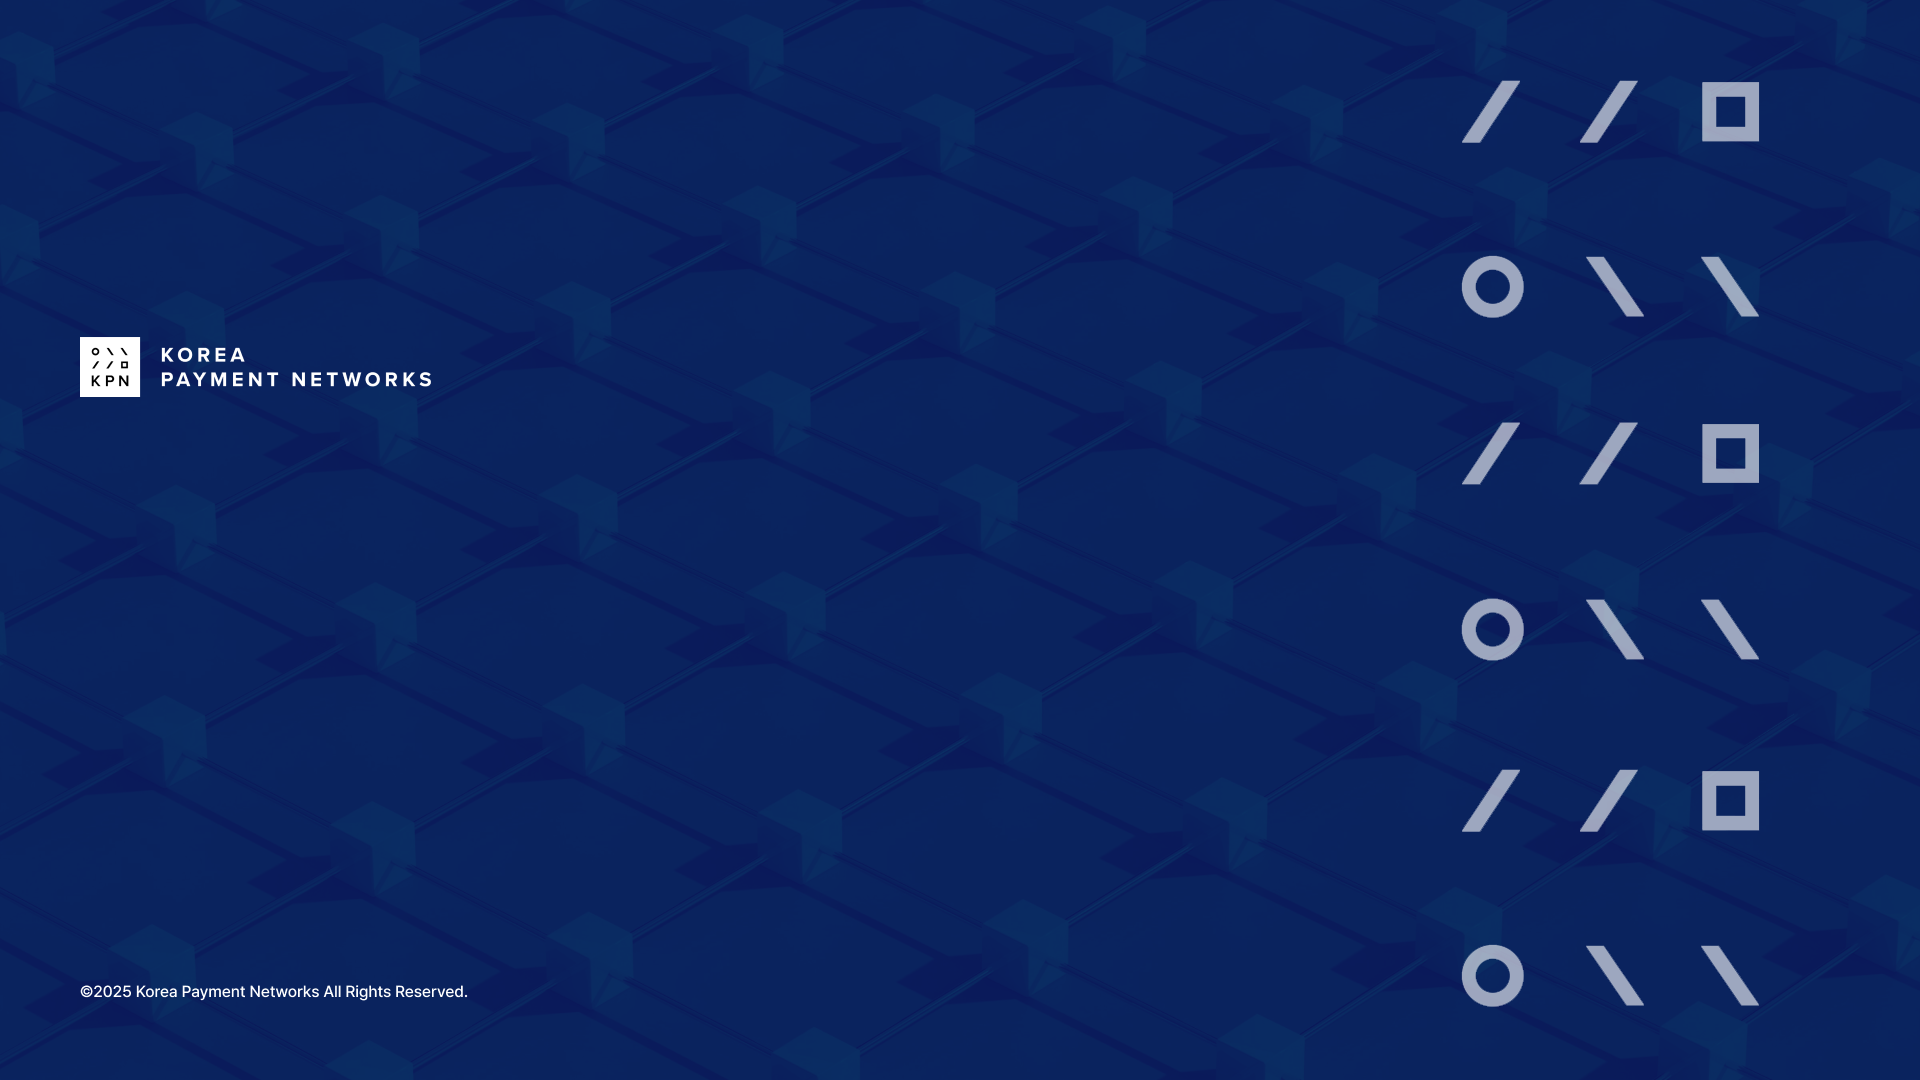 KPN
KOREA
PAYMENT NETWORKS
©2025 Korea Payment Networks All Rights Reserved.